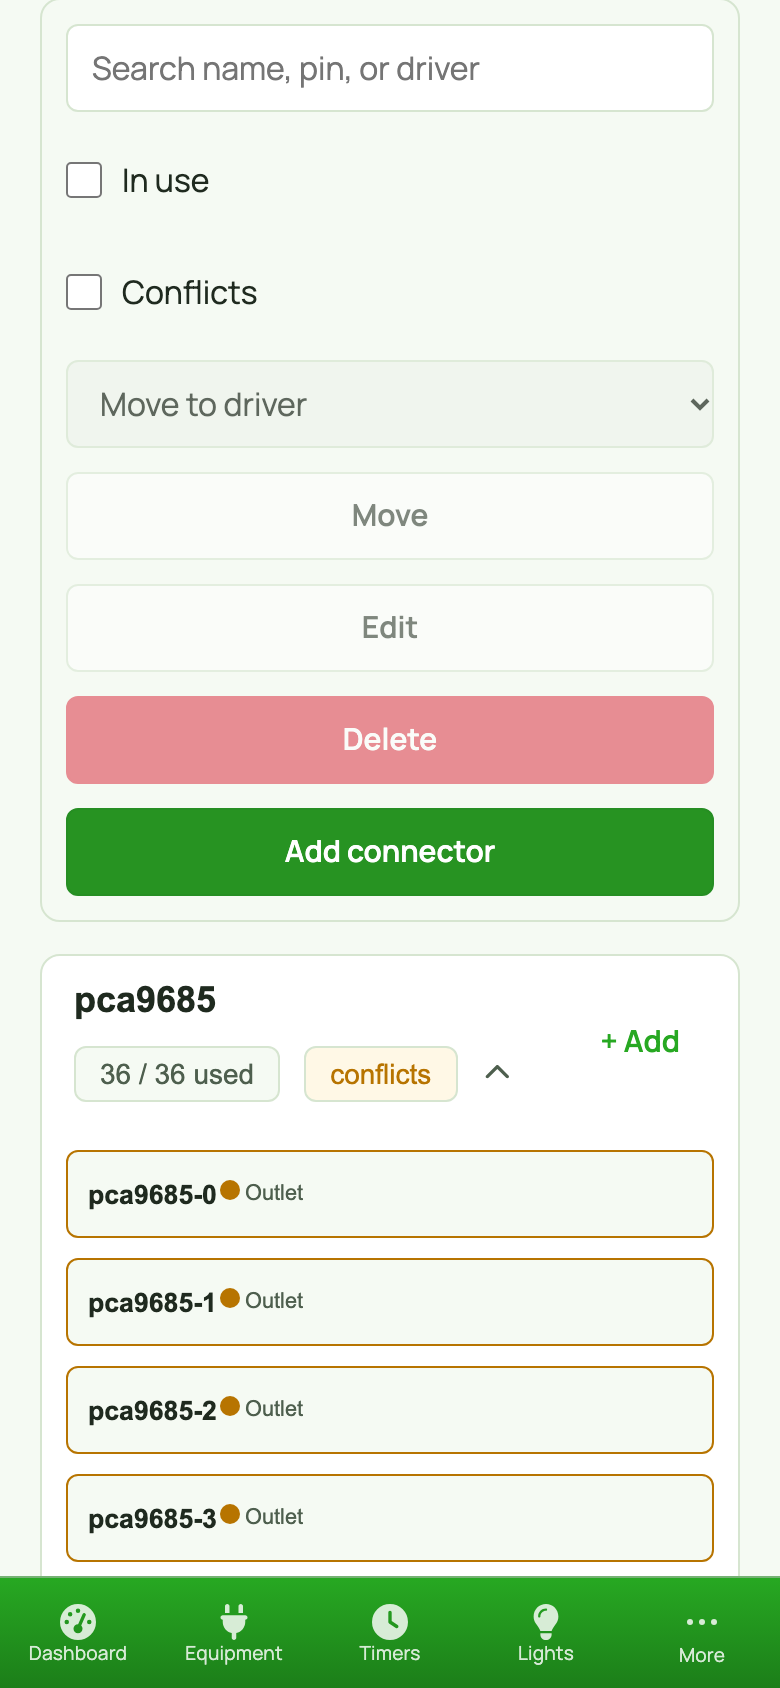 Search name, pin, or driver
In use
Conflicts
Move to driver
Move
Edit
Delete
Add connector
pca9685
+ Add
36 / 36 used
conflicts
pca9685-0 Outlet
pca9685-1 Outlet
pca9685-2 Outlet
pca9685-3 Outlet
Dashboard
Equipment
Timers
Lights
More